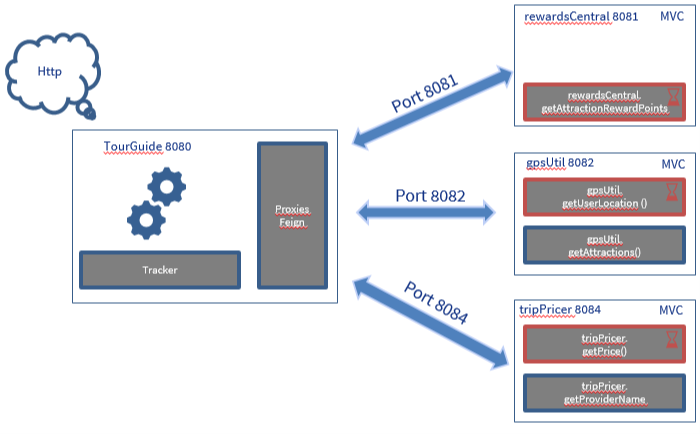 Http
TourGuide 8080
Proxies
Feign
Tracker
Port 8081
Port 8082
Port 8084
rewardsCentral 8081 MVC
rewardsCentral.
getAttractionRewardPoints
gpsUtil 8082 MVC
gpsUtil.
getUserLocation ()
gpsUtil.
getAttractions()
tripPricer 8084 MVC
tripPricer.
getPrice()
tripPricer.
getProviderName